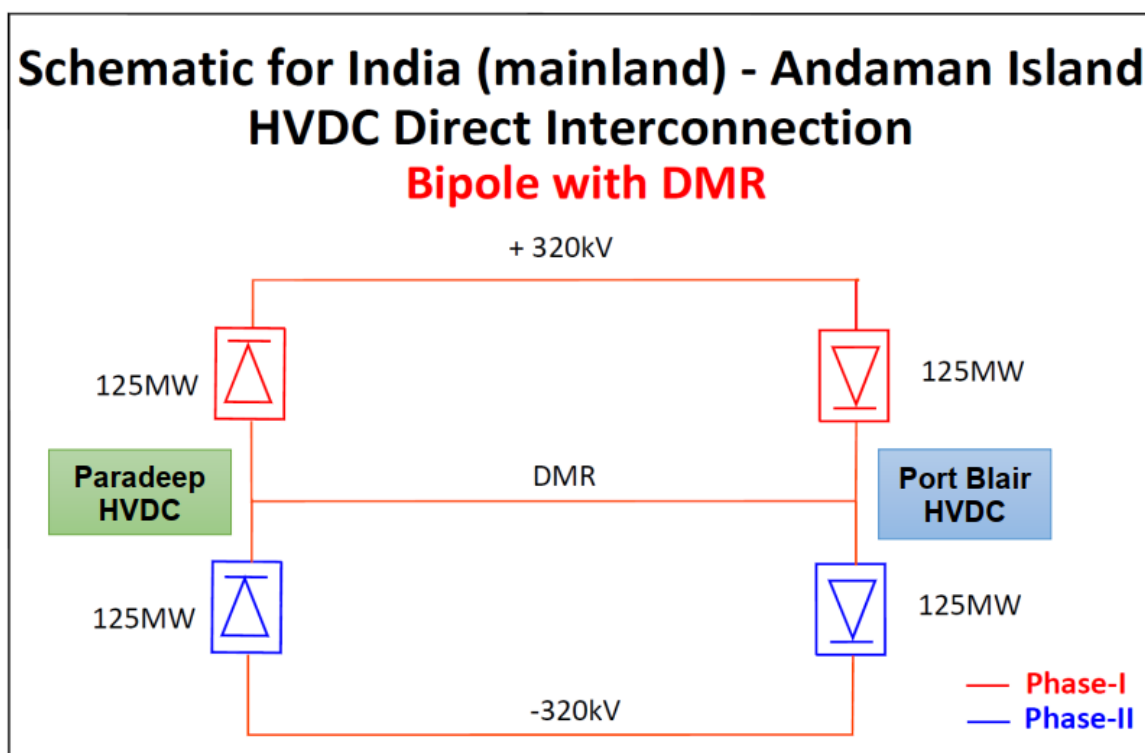 Schematic for India (mainland) - Andaman Island
HVDC Direct Interconnection
Bipole with DMR
+ 320kV
125MW
125MW
Paradeep
HVDC
DMR
Port Blair
HVDC
125MW
125MW
-320kV
Phase-I
Phase-II